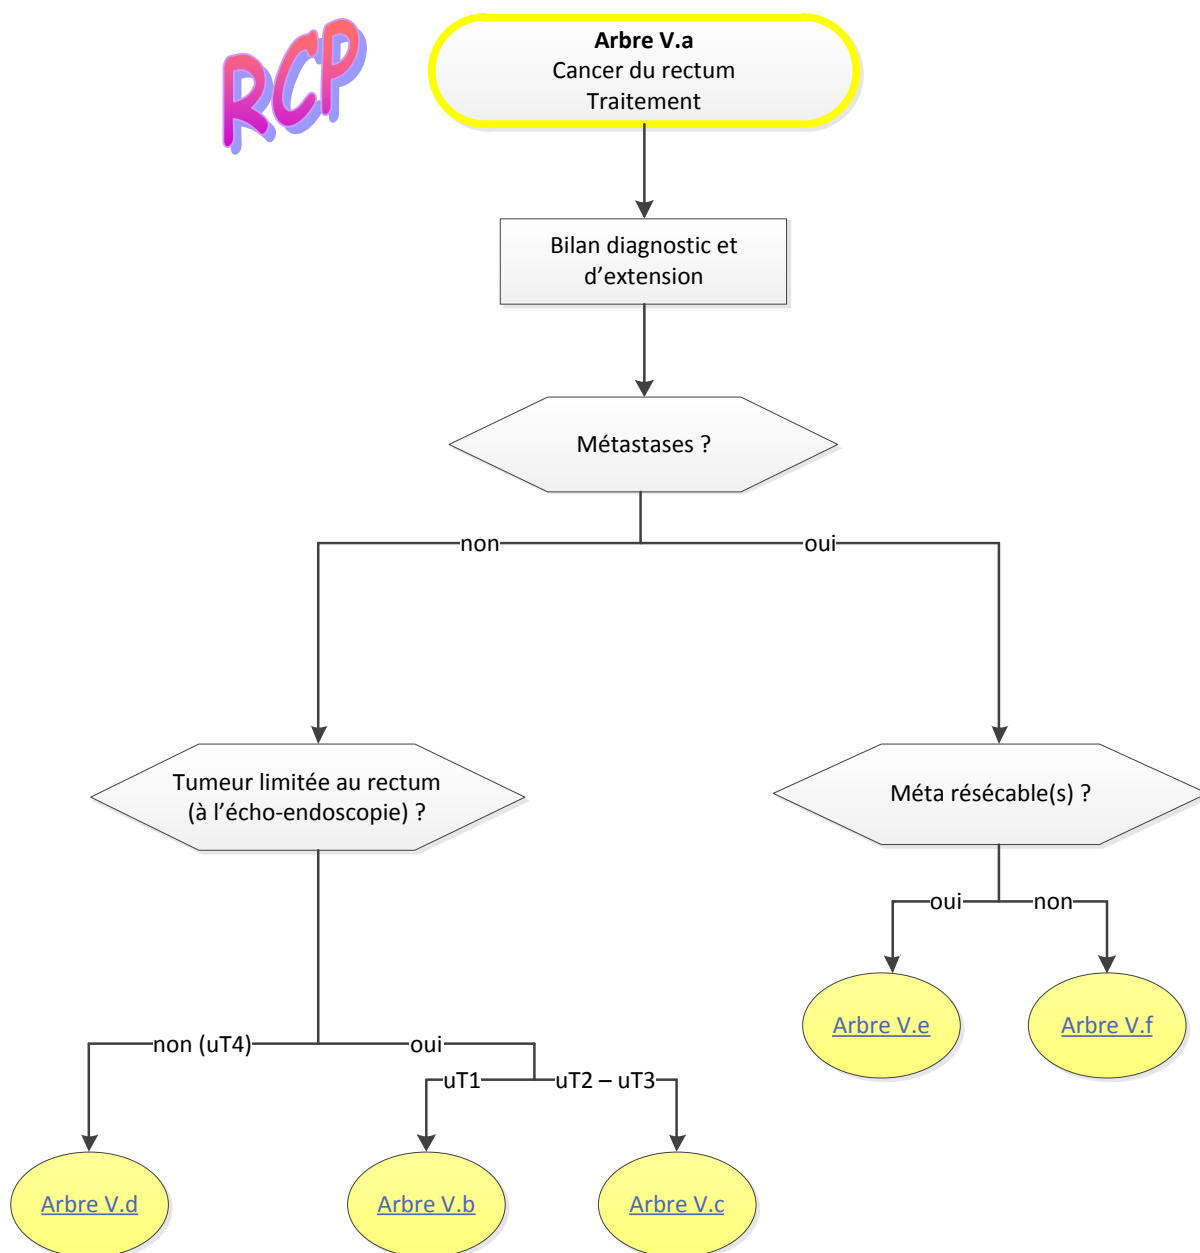 RCP
Arbre V.a
Cancer du rectum
Traitement
Bilan diagnostic et
d’extension
Métastases ?
non
oui
Tumeur limitée au rectum
(à l’écho-endoscopie) ?
Méta résécable(s) ?
oui
non
Arbre V.e
Arbre V.f
non (uT4)
oui
uT1
uT2 – uT3
Arbre V.d
Arbre V.b
Arbre V.c